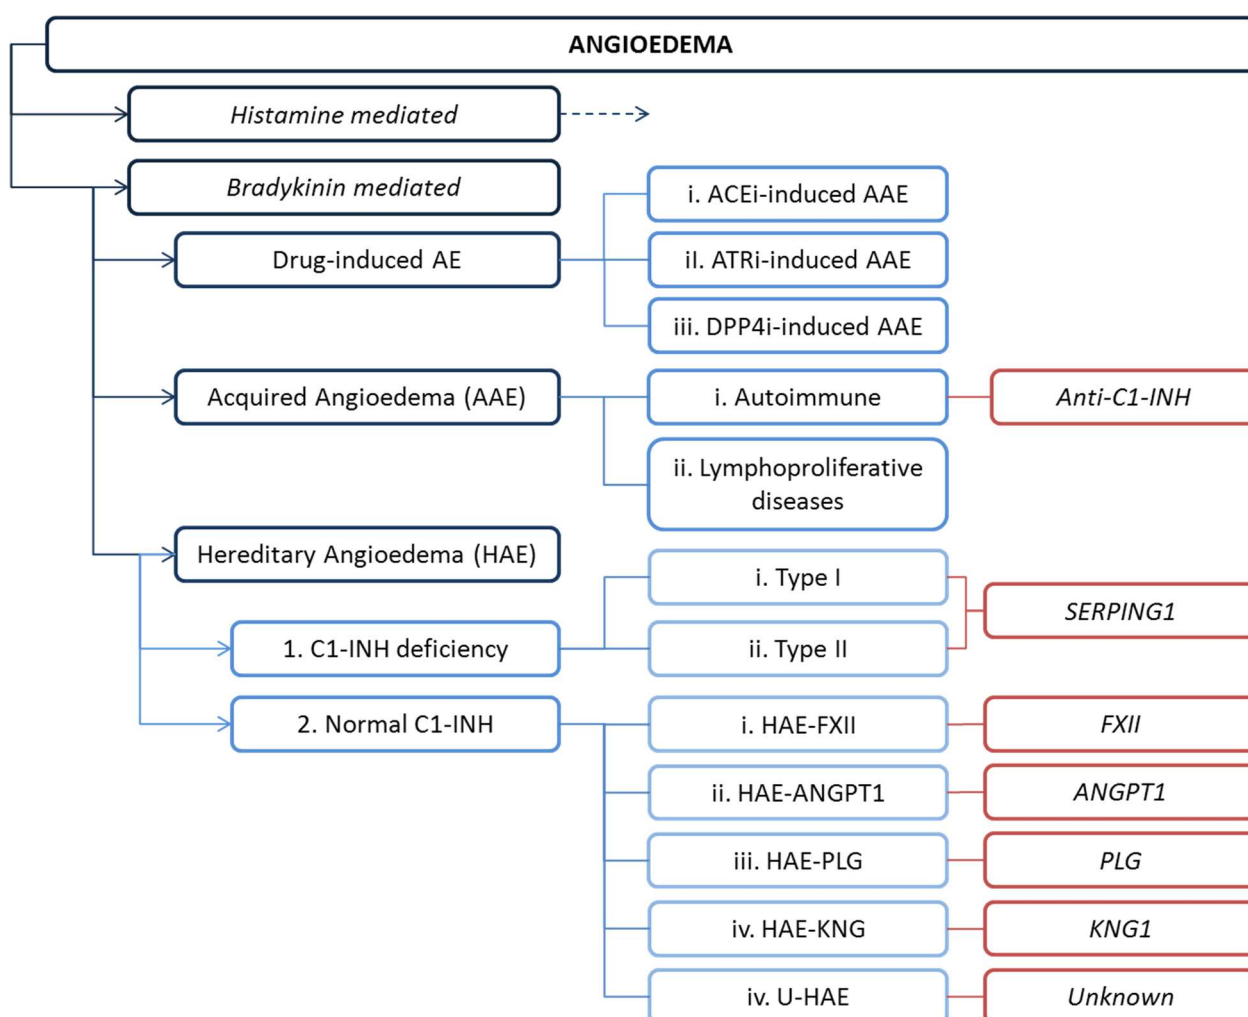 ANGIOEDEMA
Histamine mediated
Bradykinin mediated
i. ACEi-induced AAE
Drug-induced AE
iI. ATRi-induced AAE
iii. DPP4i-induced AAE
Acquired Angioedema (AAE)
i. Autoimmune
Anti-C1-INH
ii. Lymphoproliferative
diseases
Hereditary Angioedema (HAE)
i. Type I
SERPING1
1. C1-INH deficiency
ii. Type II
2. Normal C1-INH
i. HAE-FXII
FXII
ii. HAE-ANGPT1
ANGPT1
iii. HAE-PLG
PLG
iv. HAE-KNG
KNG1
iv. U-HAE
Unknown